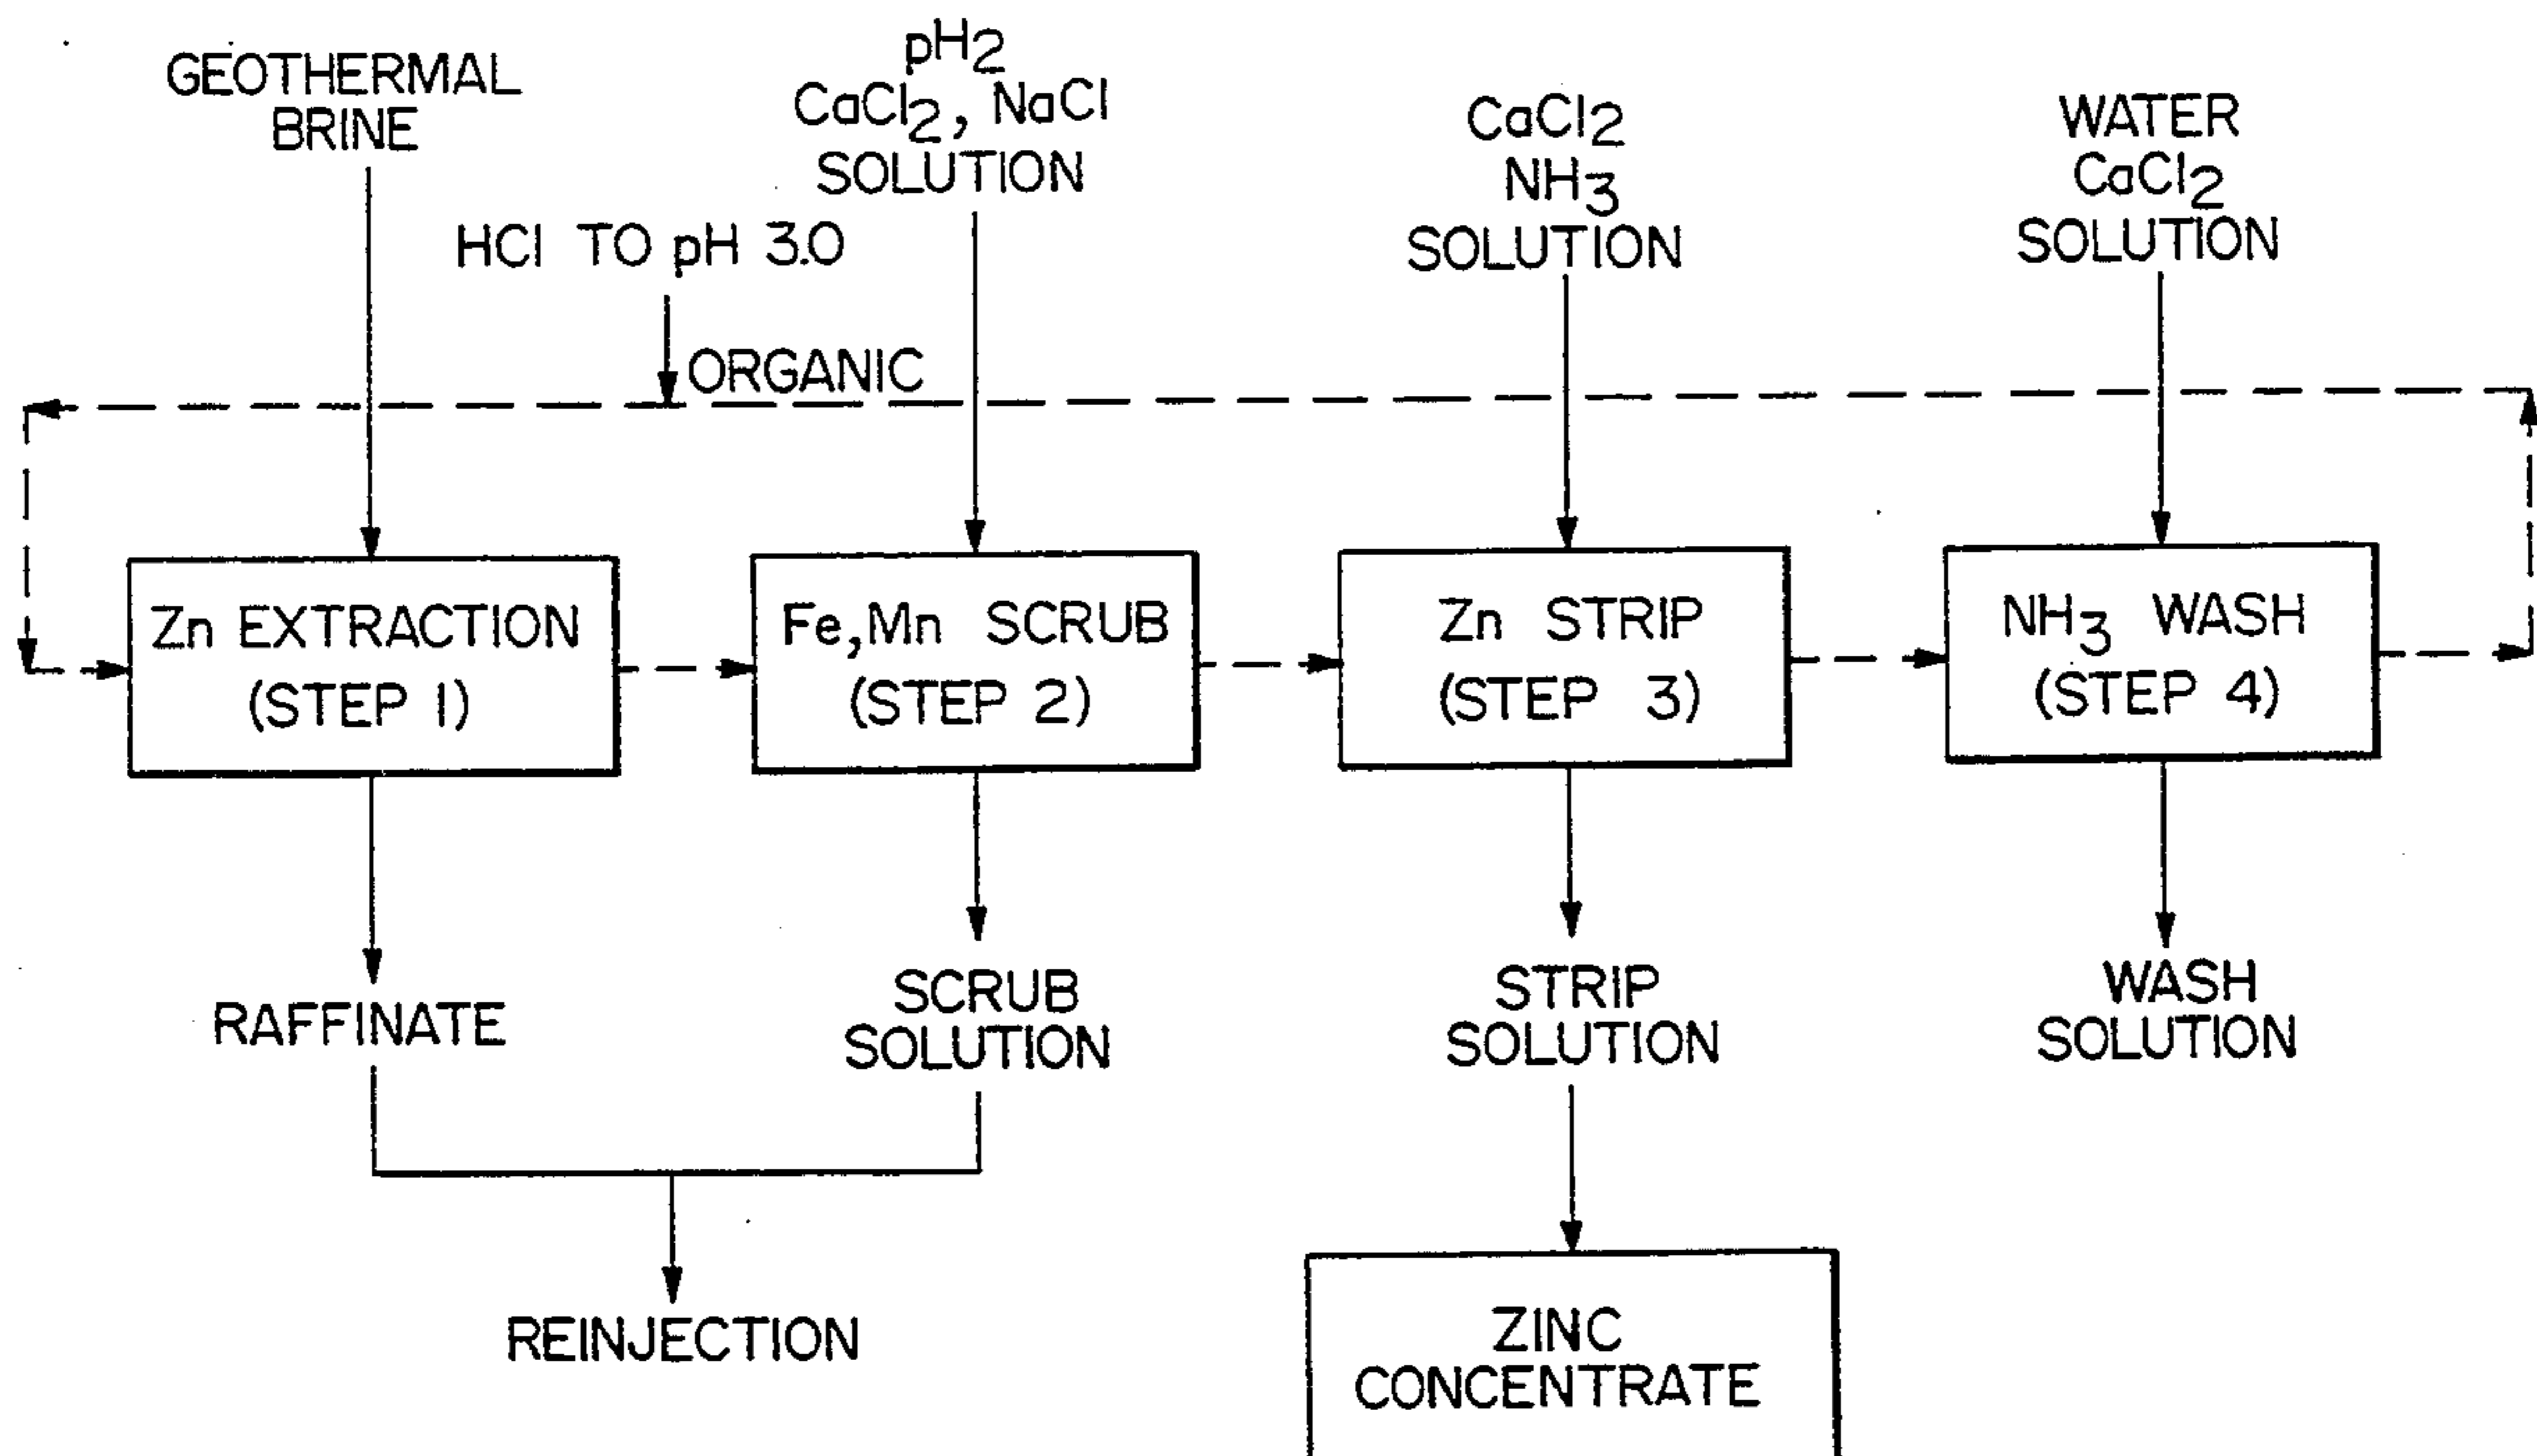 GEOTHERMAL
BRINE
pH2
CaCl2, NaCl
SOLUTION
CaCl2
NH3
SOLUTION
WATER
CaCl2
SOLUTION
HCl TO pH 3.0
ORGANIC
Zn EXTRACTION
(STEP 1)
Fe,Mn SCRUB
(STEP 2)
Zn STRIP
(STEP 3)
NH3 WASH
(STEP 4)
RAFFINATE
SCRUB
SOLUTION
STRIP
SOLUTION
WASH
SOLUTION
REINJECTION
ZINC
CONCENTRATE